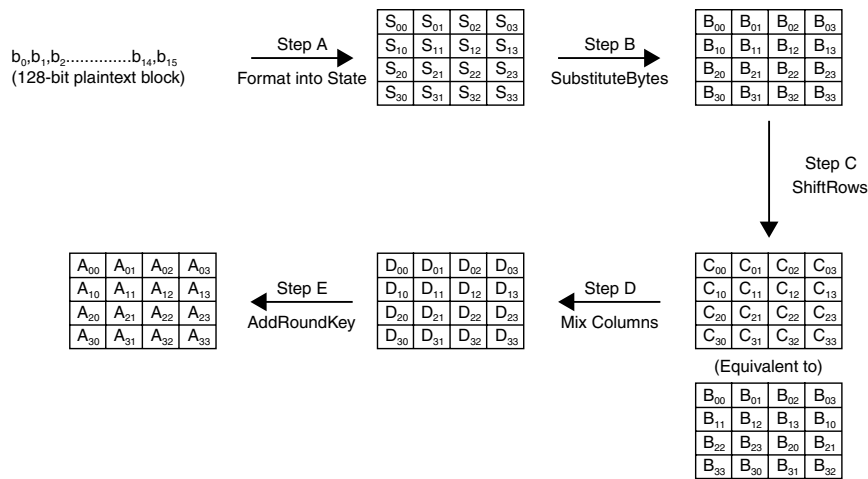 b0,b1,b2..............b14,b15
(128-bit plaintext block)
Step A
Format into State
S00 S01 S02 S03
S10 S11 S12 S13
S20 S21 S22 S23
S30 S31 S32 S33
Step B
SubstituteBytes
B00 B01 B02 B03
B10 B11 B12 B13
B20 B21 B22 B23
B30 B31 B32 B33
Step C
ShiftRows
C00 C01 C02 C03
C10 C11 C12 C13
C20 C21 C22 C23
C30 C31 C32 C33
(Equivalent to)
B00 B01 B02 B03
B11 B12 B13 B10
B22 B23 B20 B21
B33 B30 B31 B32
Step D
Mix Columns
D00 D01 D02 D03
D10 D11 D12 D13
D20 D21 D22 D23
D30 D31 D32 D33
Step E
AddRoundKey
A00 A01 A02 A03
A10 A11 A12 A13
A20 A21 A22 A23
A30 A31 A32 A33